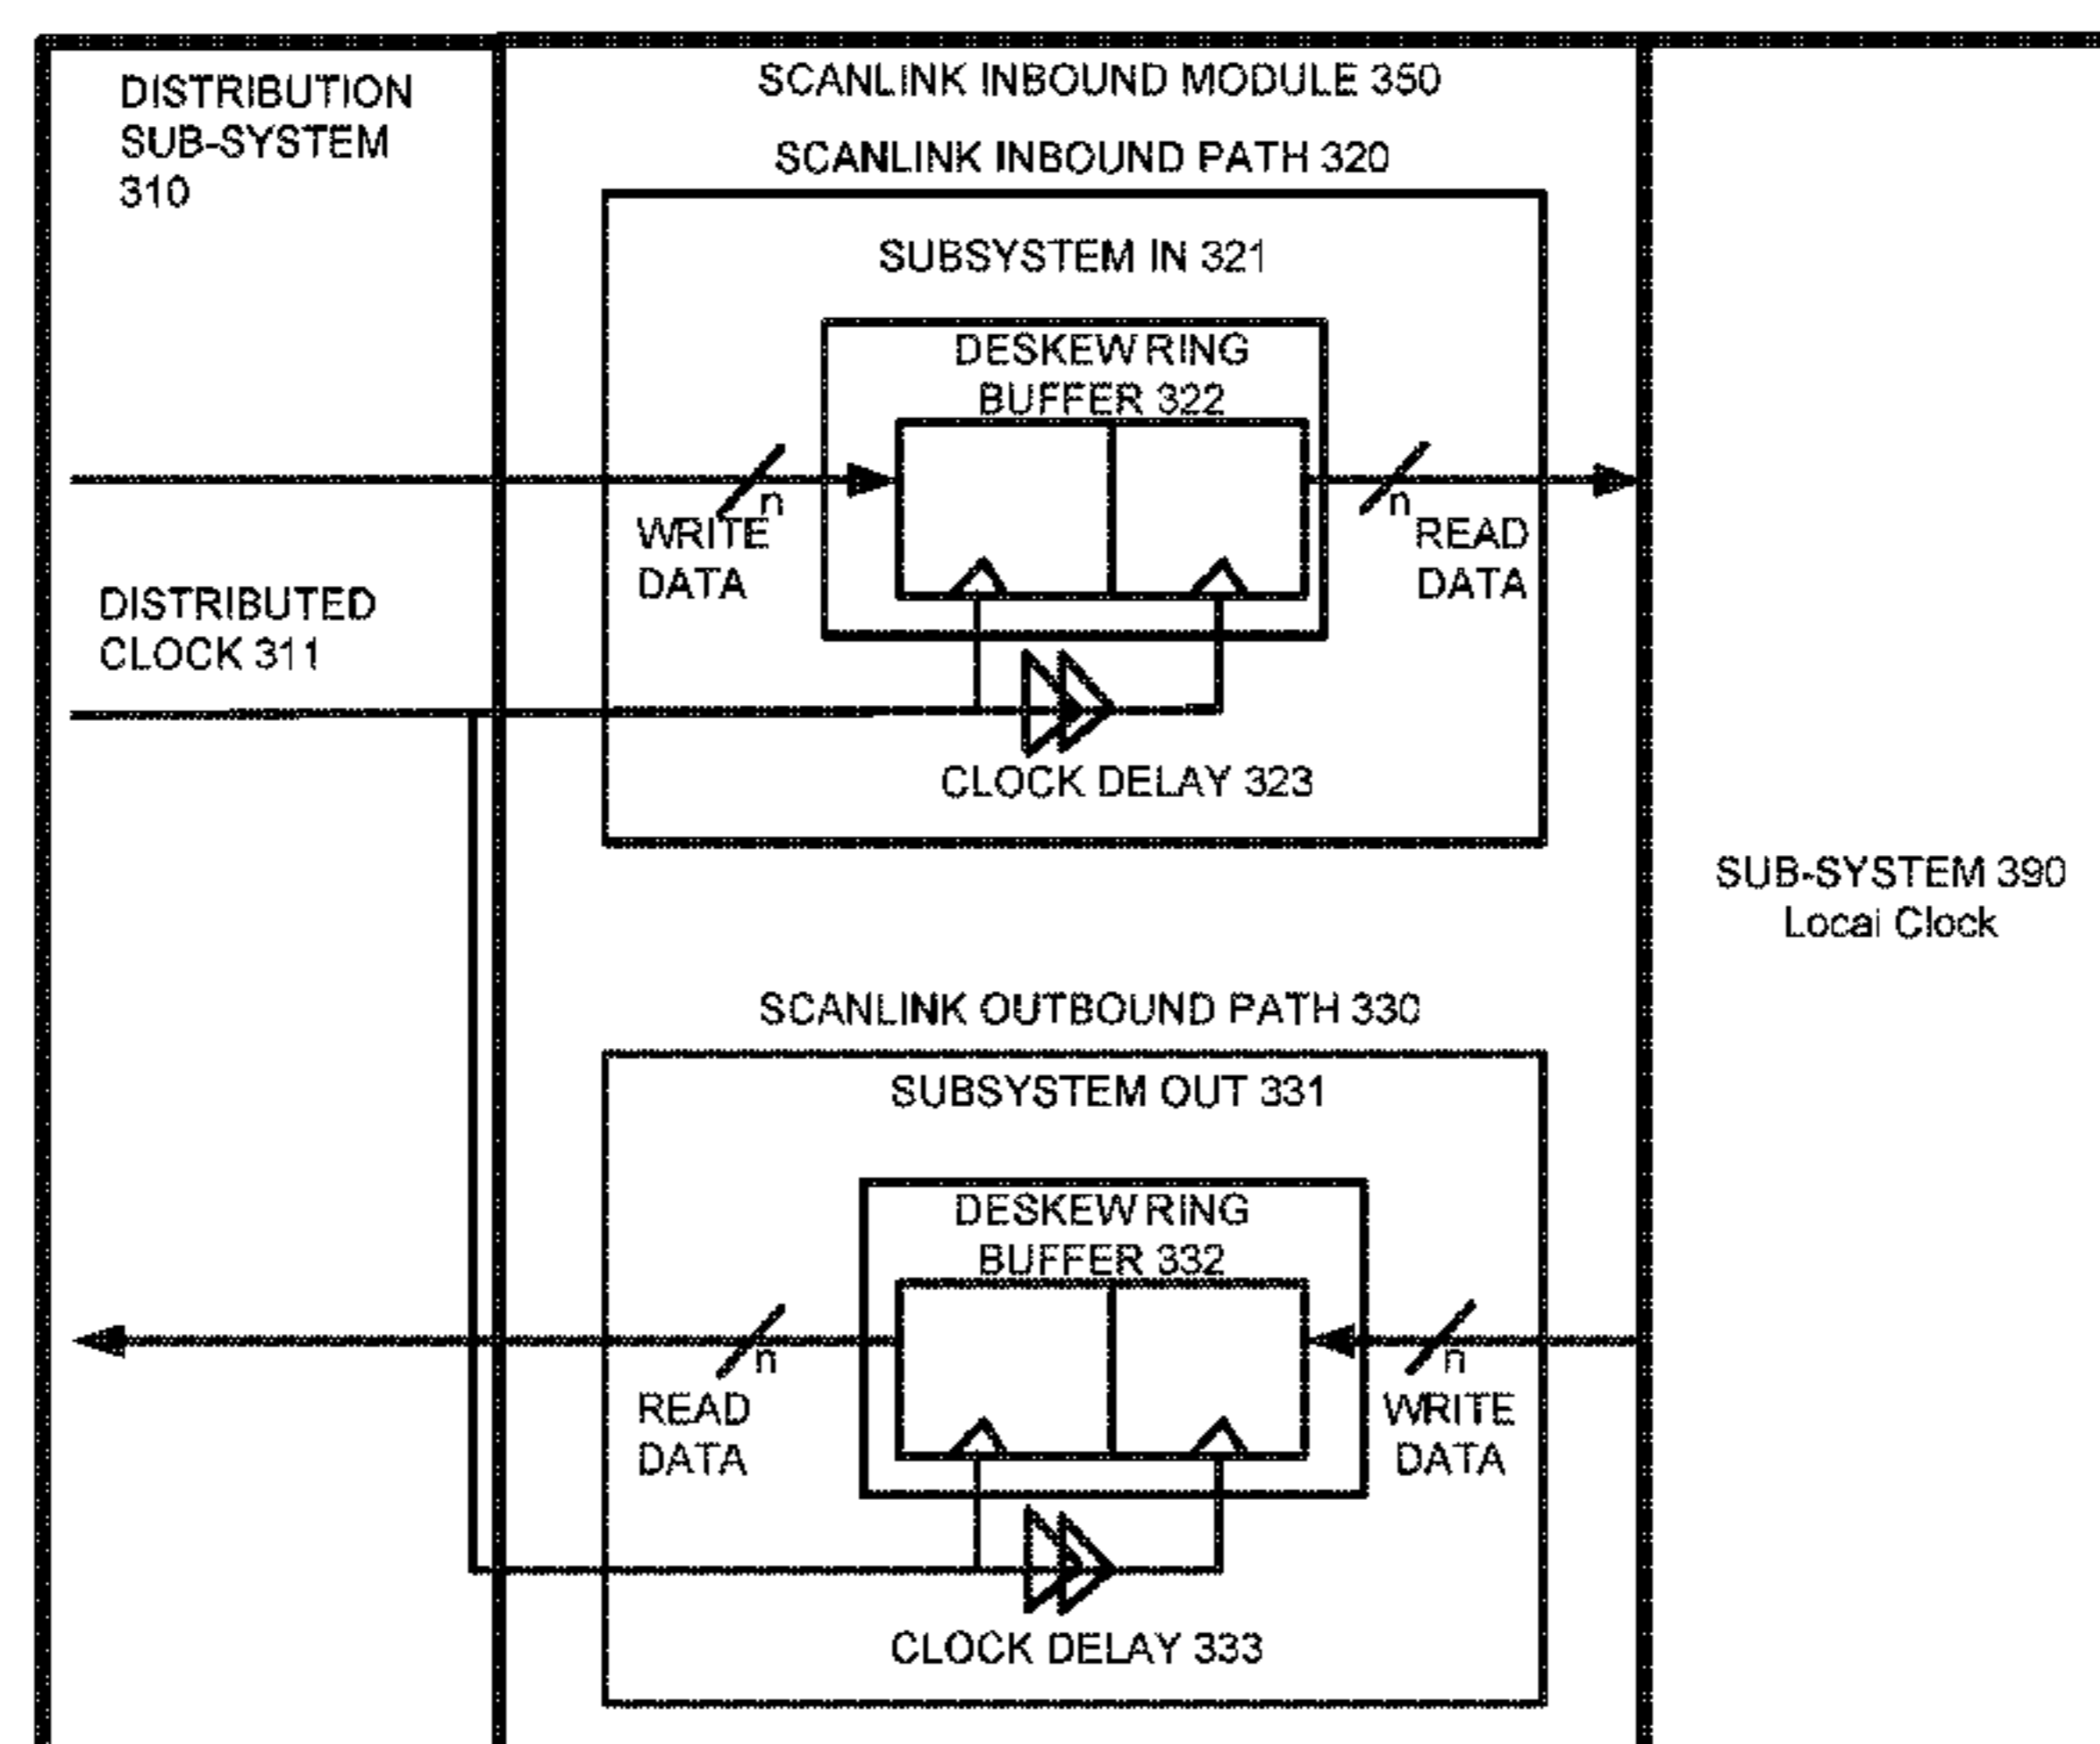 DISTRIBUTION
SUB-SYSTEM
310
SCANLINK INBOUND MODULE 350
SCANLINK INBOUND PATH 320
SUBSYSTEM IN 321
DESKEW RING
BUFFER 322
n
WRITE
DATA
n
READ
DATA
DISTRIBUTED
CLOCK 311
CLOCK DELAY 323
SUB-SYSTEM 390
Local Clock
SCANLINK OUTBOUND PATH 330
SUBSYSTEM OUT 331
DESKEW RING
BUFFER 332
n
READ
DATA
n
WRITE
DATA
CLOCK DELAY 333